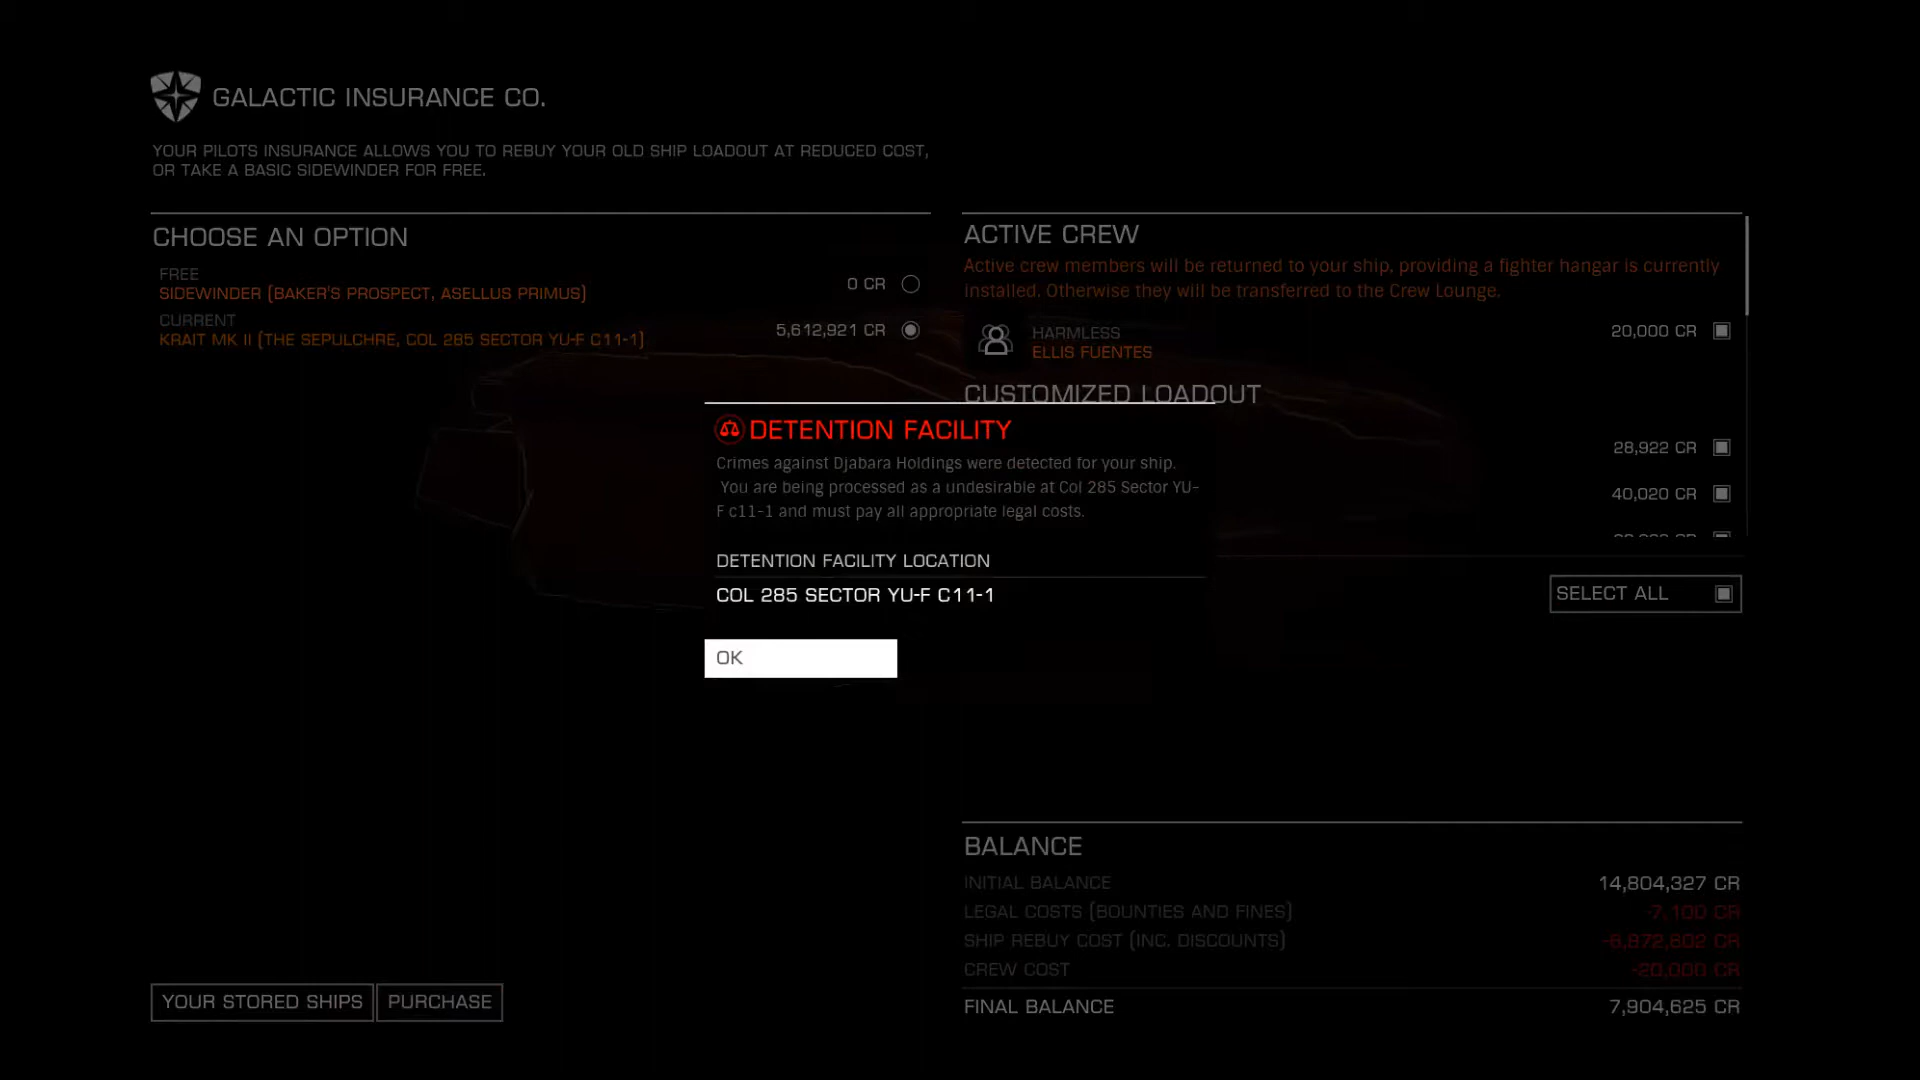 GALACTIC INSURANCE CO.
YOUR PILOTS INSURANCE ALLOWS YOU TO REBUY YOUR OLD SHIP LOADOUT AT REDUCED COST,
OR TAKE A BASIC SIDEWINDER FOR FREE.
CHOOSE AN OPTION
FREE
SIDEWINDER (BAKER'S PROSPECT, ASELLUS PRIMUS)
0 CR
CURRENT
KRAIT MK II (THE SEPULCHRE, COL 285 SECTOR YU-F C11-1)
5,612,921 CR
ACTIVE CREW
Active crew members will be returned to your ship, providing a fighter hangar is currently
installed. Otherwise they will be transferred to the Crew Lounge.
HARMLESS
ELLIS FUENTES
20,000 CR
CUSTOMIZED LOADOUT
28,922 CR
40,020 CR
SELECT ALL
DETENTION FACILITY
Crimes against Djabara Holdings were detected for your ship.
You are being processed as a undesirable at Col 285 Sector YU-
F c11-1 and must pay all appropriate legal costs.
DETENTION FACILITY LOCATION
COL 285 SECTOR YU-F C11-1
OK
BALANCE
INITIAL BALANCE 14,804,327 CR
LEGAL COSTS (BOUNTIES AND FINES) -7,100 CR
SHIP REBUY COST (INC. DISCOUNTS) -6,872,602 CR
CREW COST -20,000 CR
FINAL BALANCE 7,904,625 CR
YOUR STORED SHIPS
PURCHASE